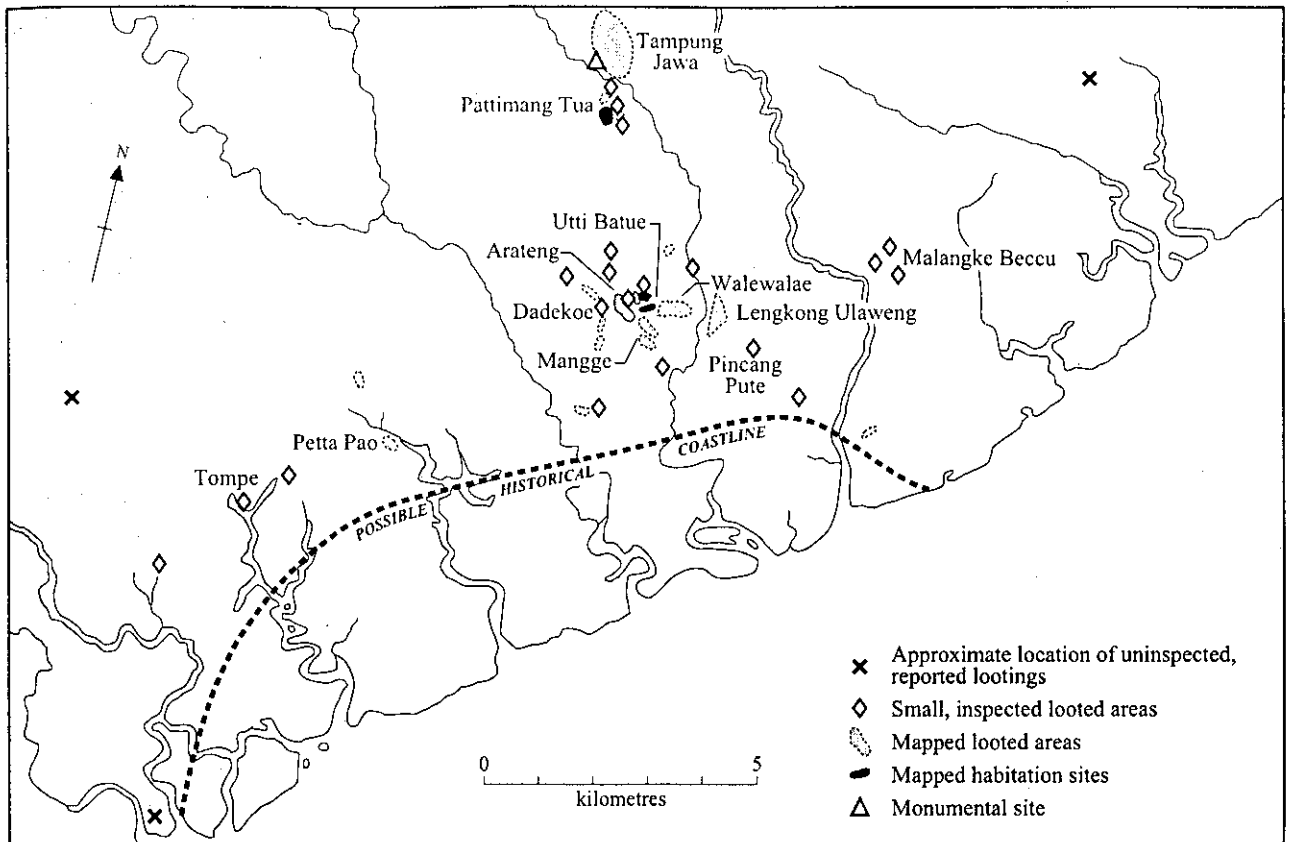 Tampung
Jawa
Pattimang Tua
N
Utti Batue
Arateng
Malangke Beccu
Walewalae
Dadekoe
Lengkong Ulaweng
Mangge
Pincang
Pute
Petta Pao
COASTLINE
HISTORICAL
POSSIBLE
Tompe
Approximate location of uninspected,
reported lootings
Small, inspected looted areas
Mapped looted areas
Mapped habitation sites
Monumental site
0 5
kilometres